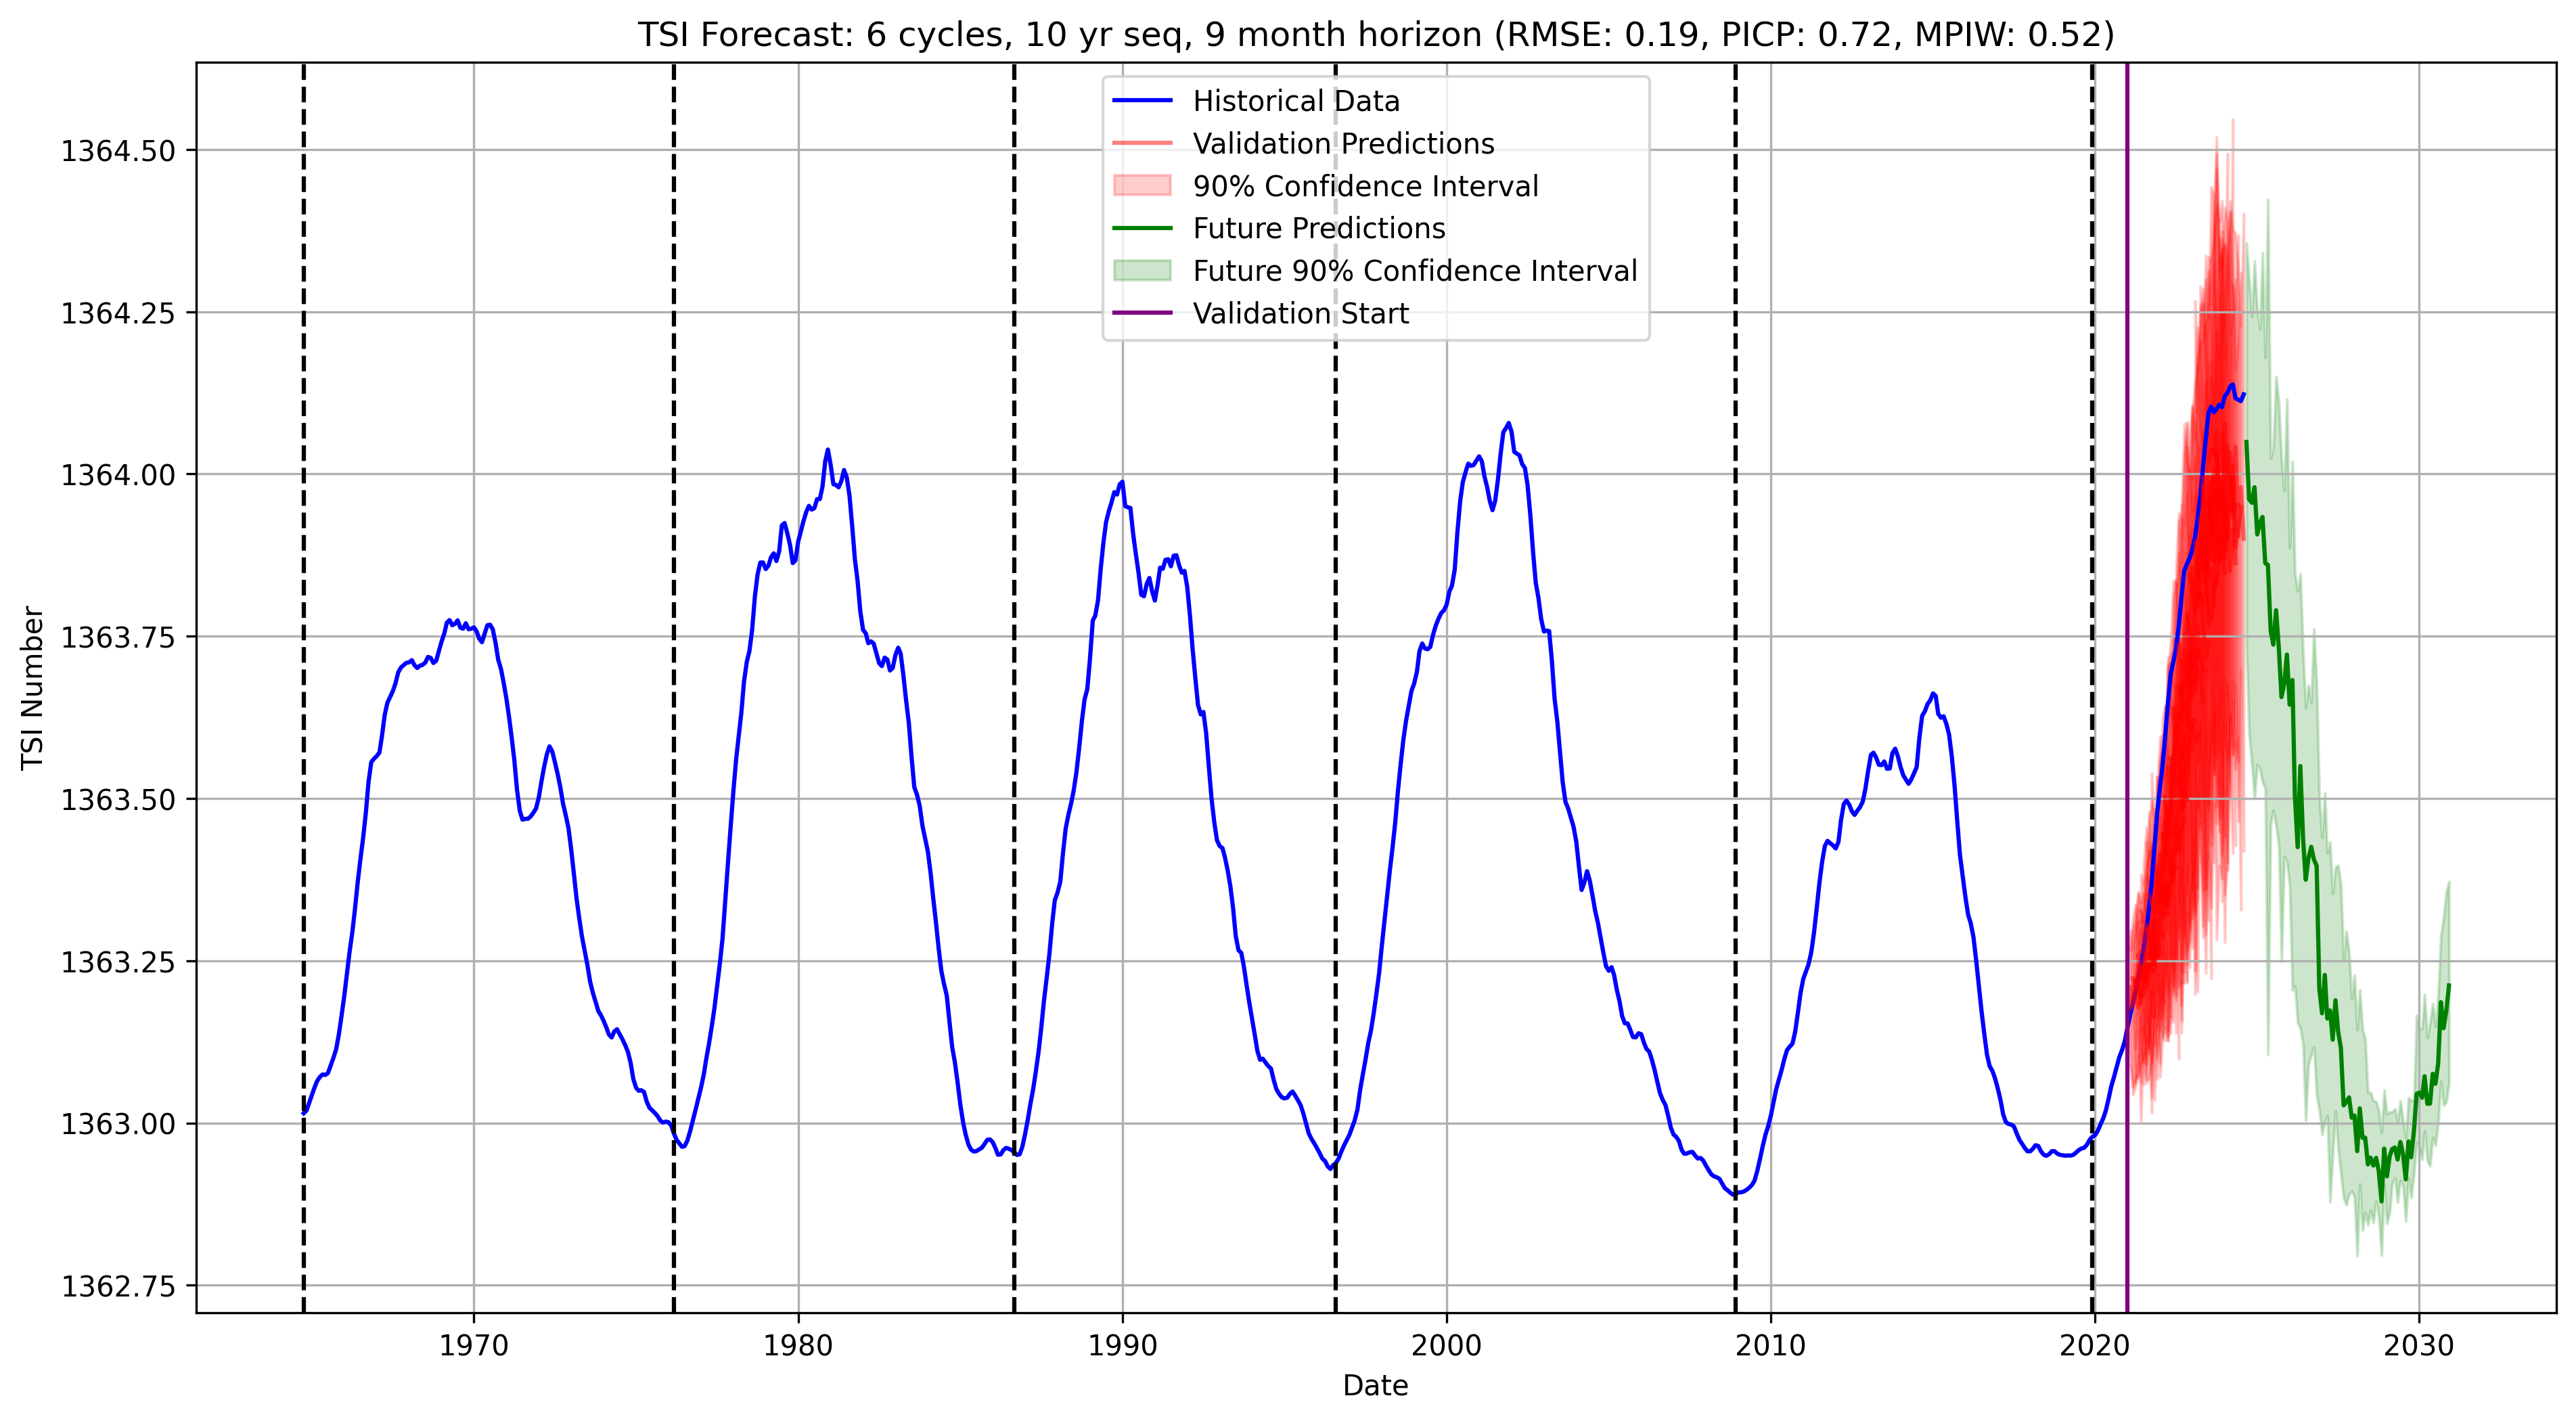 TSI Forecast: 6 cycles, 10 yr seq, 9 month horizon (RMSE: 0.19, PICP: 0.72, MPIW: 0.52)
Historical Data
Validation Predictions
90% Confidence Interval
Future Predictions
Future 90% Confidence Interval
Validation Start
TSI Number
1364.50
1364.25
1364.00
1363.75
1363.50
1363.25
1363.00
1362.75
1970 1980 1990 2000 2010 2020 2030
Date